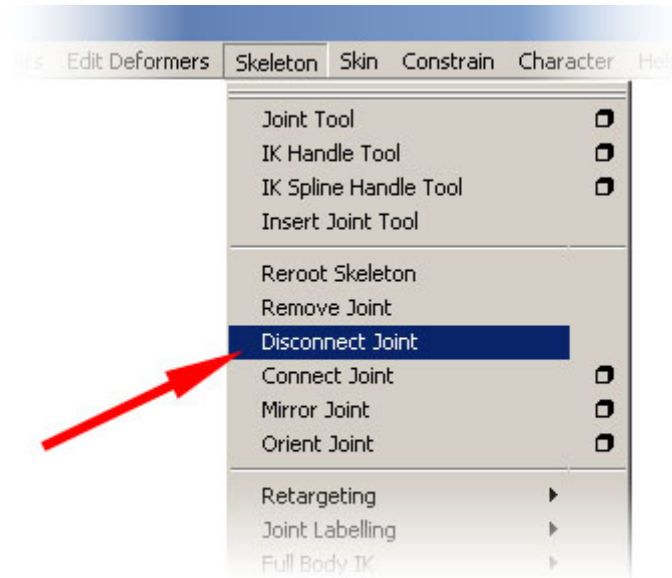 Edit Deformers Skeleton Skin Constrain Character
Joint Tool
IK Handle Tool
IK Spline Handle Tool
Insert Joint Tool
Reroot Skeleton
Remove Joint
Disconnect Joint
Connect Joint
Mirror Joint
Orient Joint
Retargeting
Joint Labelling
Full Body IK